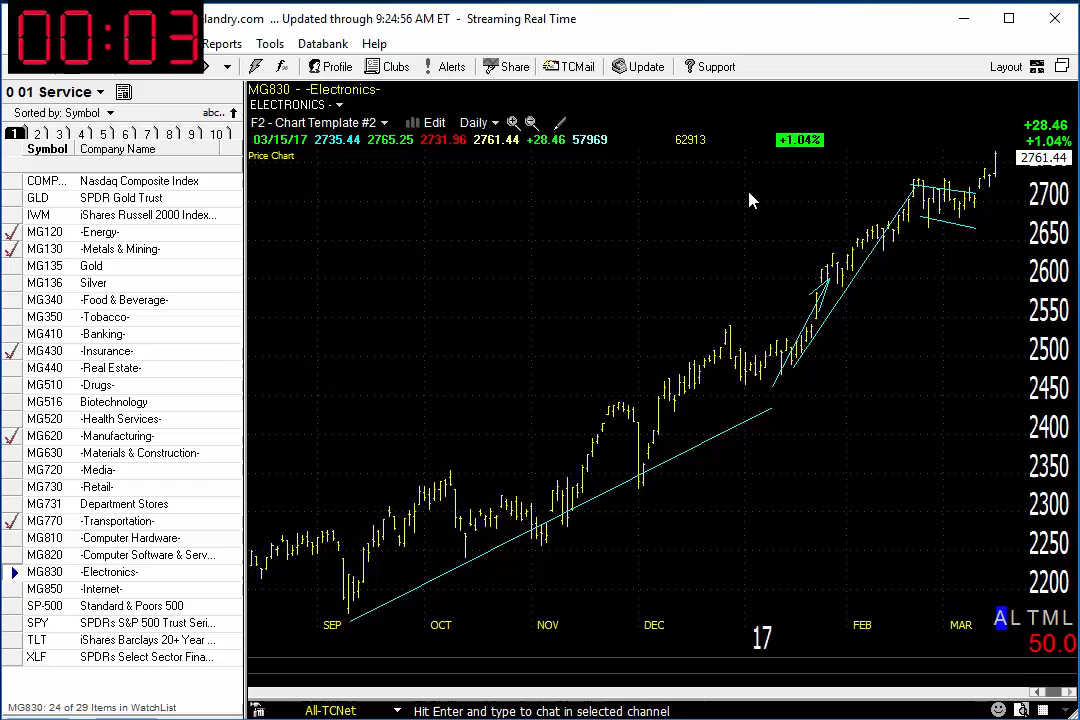 00:03
landry.com ... Updated through 9:24:56 AM ET - Streaming Real Time
Reports Tools Databank Help
Profile Clubs Alerts Share TCMail Update Support Layout
0 01 Service
Sorted by: Symbol abc..
1 2 3 4 5 6 7 8 9 10
Symbol Company Name
COMP... Nasdaq Composite Index
GLD SPDR Gold Trust
IWM iShares Russell 2000 Index...
MG120 -Energy-
MG130 -Metals & Mining-
MG135 Gold
MG136 Silver
MG340 -Food & Beverage-
MG350 -Tobacco-
MG410 -Banking-
MG430 -Insurance-
MG440 -Real Estate-
MG510 -Drugs-
MG516 Biotechnology
MG520 -Health Services-
MG620 -Manufacturing-
MG630 -Materials & Construction-
MG720 -Media-
MG730 -Retail-
MG731 Department Stores
MG770 -Transportation-
MG810 -Computer Hardware-
MG820 -Computer Software & Serv...
MG830 -Electronics-
MG850 -Internet-
SP-500 Standard & Poors 500
SPY SPDRs S&P 500 Trust Seri...
TLT iShares Barclays 20+ Year ...
XLF SPDRs Select Sector Fina...
MG830: 24 of 29 Items in WatchList
MG830 - -Electronics-
ELECTRONICS -
F2 - Chart Template #2 Edit Daily
03/15/17 2735.44 2765.25 2731.96 2761.44 +28.46 57969 62913 +1.04%
Price Chart
+28.46
+1.04%
2761.44
2700
2650
2600
2550
2500
2450
2400
2350
2300
2250
2200
SEP OCT NOV DEC 17 FEB MAR
A L T M L
50.0
All-TCNet Hit Enter and type to chat in selected channel